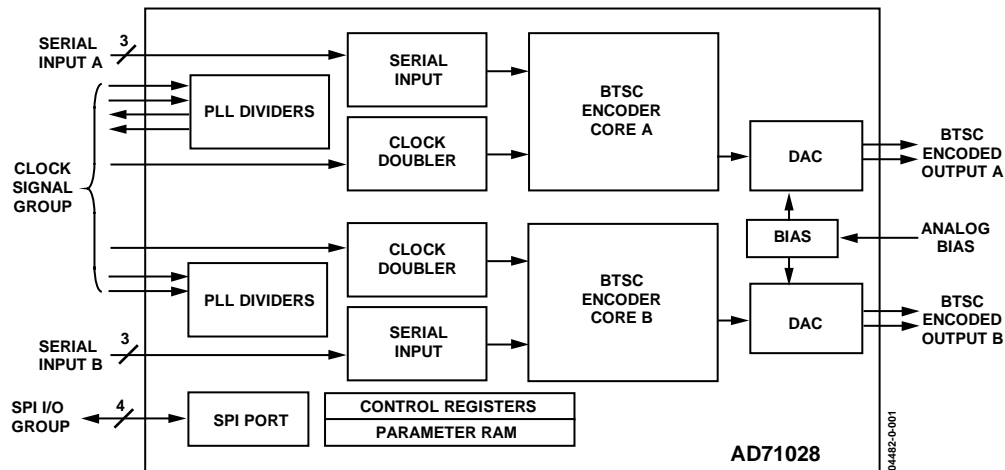 SERIAL
INPUT A
3
SERIAL
INPUT
BTSC
ENCODER
CORE A
PLL DIVIDERS
CLOCK
DOUBLER
DAC
BTSC
ENCODED
OUTPUT A
CLOCK
SIGNAL
GROUP
BIAS
ANALOG
BIAS
CLOCK
DOUBLER
BTSC
ENCODER
CORE B
PLL DIVIDERS
DAC
BTSC
ENCODED
OUTPUT B
SERIAL
INPUT B
3
SERIAL
INPUT
SPI I/O
GROUP
4
SPI PORT
CONTROL REGISTERS
PARAMETER RAM
AD71028
04482-0-001